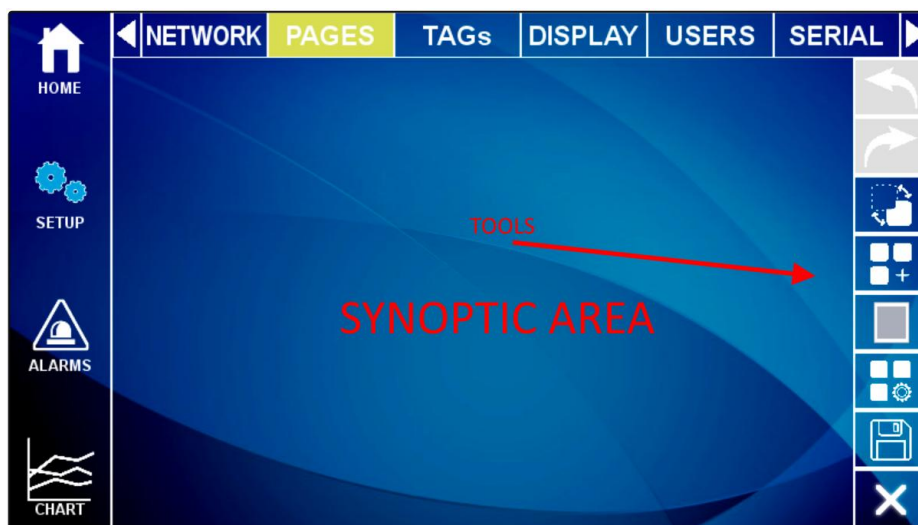 NETWORK PAGES TAGs DISPLAY USERS SERIAL
HOME
SETUP
TOOLS
SYNOPTIC AREA
ALARMS
CHART